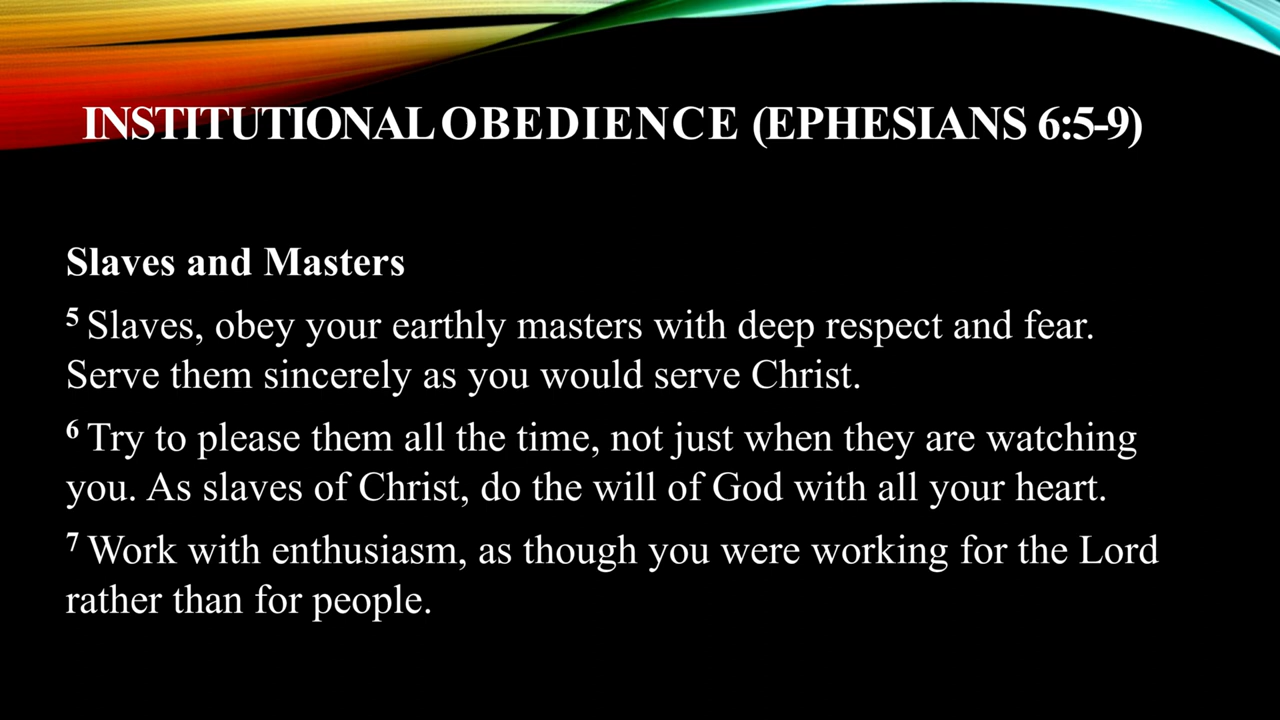 INSTITUTIONAL OBEDIENCE (EPHESIANS 6:5-9)
Slaves and Masters
5 Slaves, obey your earthly masters with deep respect and fear.
Serve them sincerely as you would serve Christ.
6 Try to please them all the time, not just when they are watching
you. As slaves of Christ, do the will of God with all your heart.
7 Work with enthusiasm, as though you were working for the Lord
rather than for people.